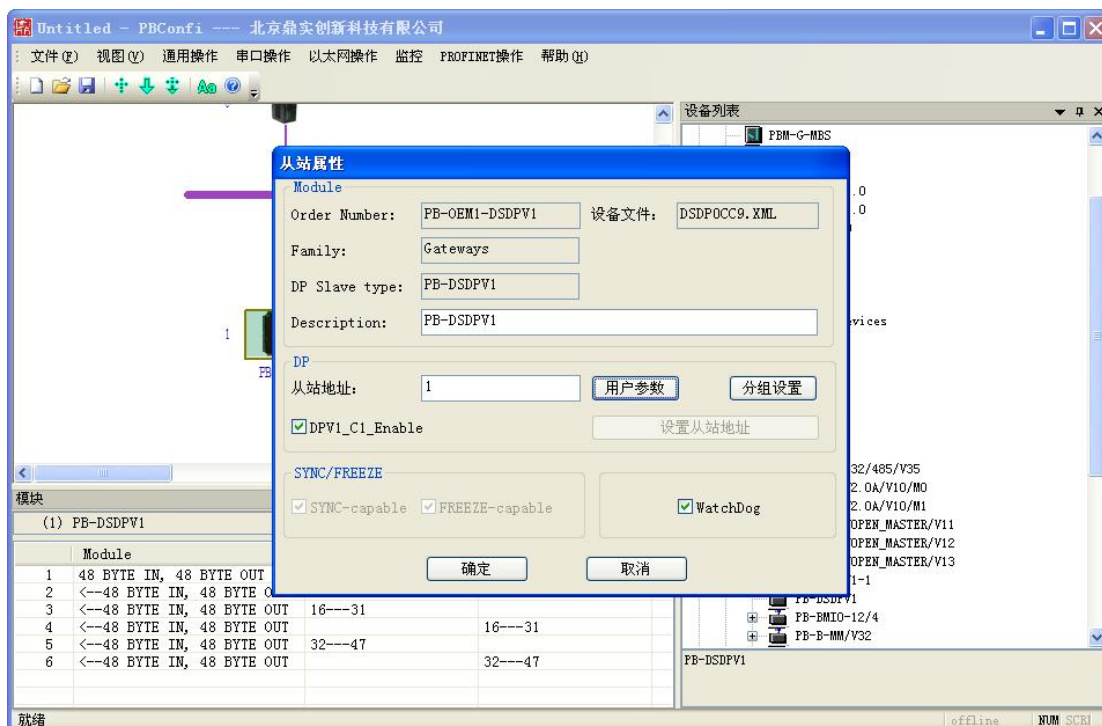 Untitled - PBConfi --- 北京鼎实创新科技有限公司
文件(F) 视图(V) 通用操作 串口操作 以太网操作 监控 PROFINET操作 帮助(H)
设备列表
PBM-G-MBS
从站属性
Module
Order Number: PB-OEM1-DSDPV1 设备文件: DSDP0CC9.XML
Family: Gateways
DP Slave type: PB-DSDPV1
Description: PB-DSDPV1
DP
从站地址: 1 用户参数 分组设置
DPV1_C1_Enable 设置从站地址
SYNC/FREEZE
SYNC-capable FREEZE-capable WatchDog
确定 取消
.0
.0
evices
1
PB
32/485/V35
2.0A/V10/M0
2.0A/V10/M1
OPEN_MASTER/V11
OPEN_MASTER/V12
OPEN_MASTER/V13
1-1
PB-DSDPV1
PB-BMIO-12/4
PB-B-MM/V32
PB-DSDPV1
模块
(1) PB-DSDPV1
Module
1 48 BYTE IN, 48 BYTE OUT
2 <--48 BYTE IN, 48 BYTE OUT
3 <--48 BYTE IN, 48 BYTE OUT 16---31
4 <--48 BYTE IN, 48 BYTE OUT 16---31
5 <--48 BYTE IN, 48 BYTE OUT 32---47
6 <--48 BYTE IN, 48 BYTE OUT 32---47
就绪 offline NUM SCRL